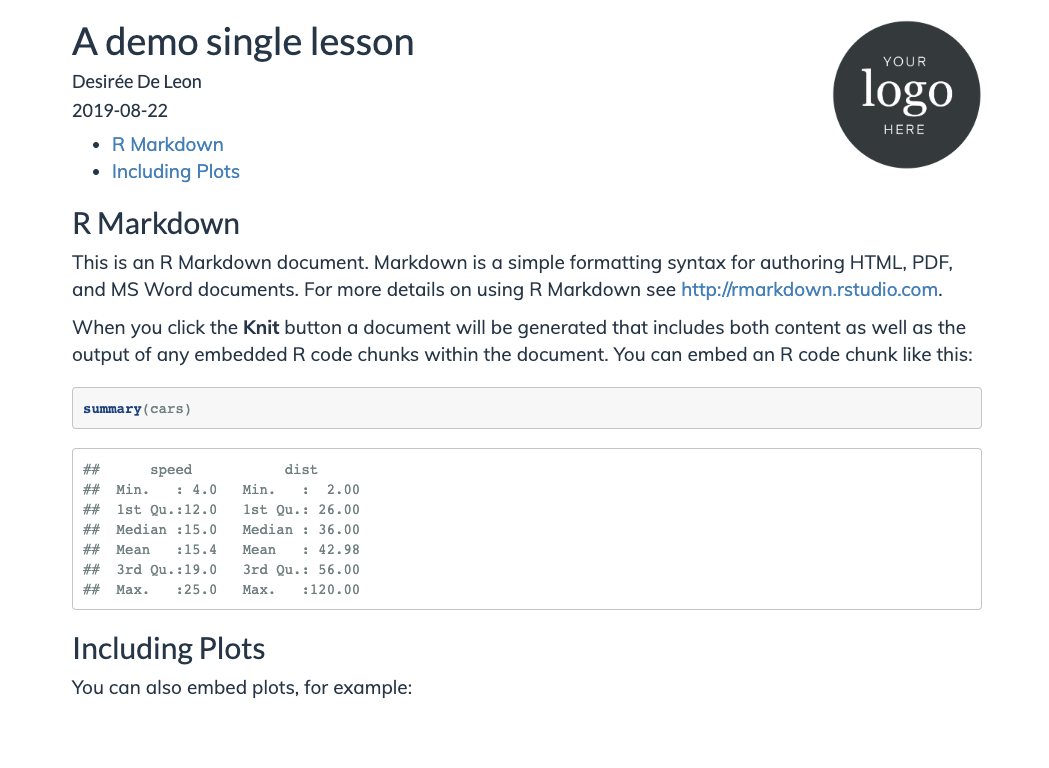 A demo single lesson
Desirée De Leon
2019-08-22
YOUR
logo
HERE
• R Markdown
• Including Plots
R Markdown
This is an R Markdown document. Markdown is a simple formatting syntax for authoring HTML, PDF,
and MS Word documents. For more details on using R Markdown see http://rmarkdown.rstudio.com.
When you click the Knit button a document will be generated that includes both content as well as the
output of any embedded R code chunks within the document. You can embed an R code chunk like this:
summary(cars)
##      speed           dist
##  Min.   : 4.0   Min.   :  2.00
##  1st Qu.:12.0   1st Qu.: 26.00
##  Median :15.0   Median : 36.00
##  Mean   :15.4   Mean   : 42.98
##  3rd Qu.:19.0   3rd Qu.: 56.00
##  Max.   :25.0   Max.   :120.00
Including Plots
You can also embed plots, for example: